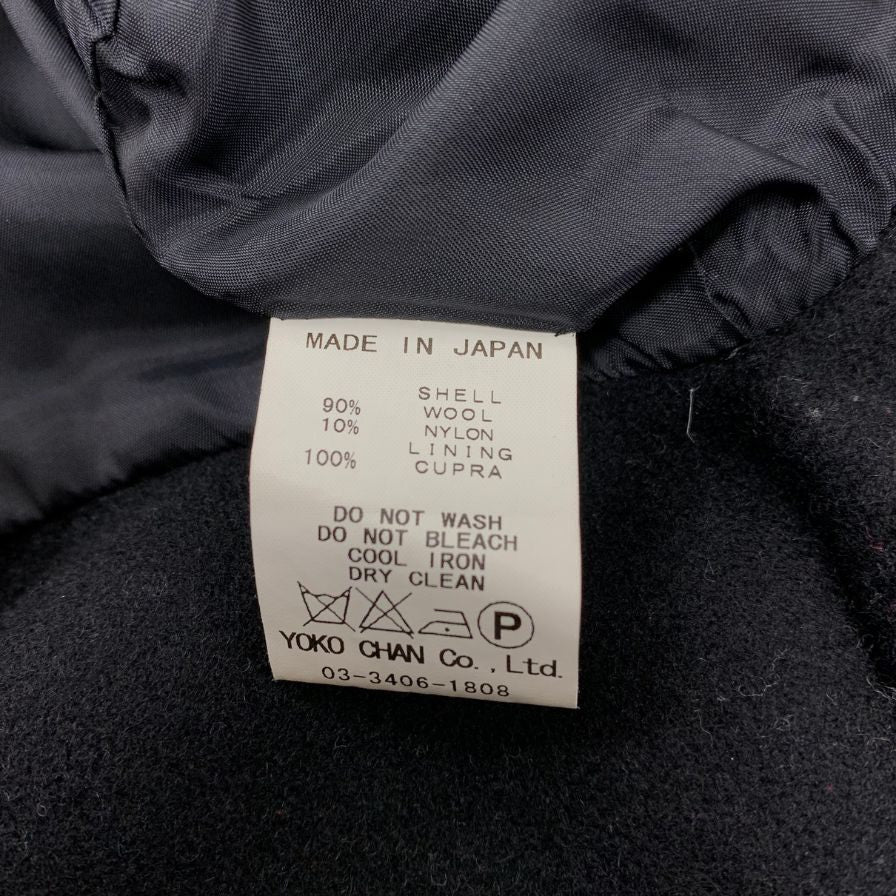 MADE IN JAPAN
SHELL
90% WOOL
10% NYLON
LINING
100% CUPRA
DO NOT WASH
DO NOT BLEACH
COOL IRON
DRY CLEAN
P
YOKO CHAN Co.,Ltd.
03-3406-1808